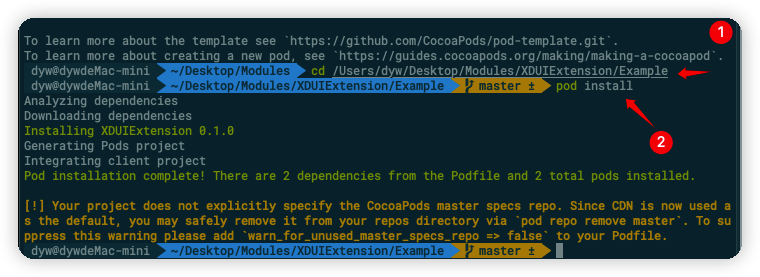 1
To learn more about the template see `https://github.com/CocoaPods/pod-template.git`.
To learn more about creating a new pod, see `https://guides.cocoapods.org/making/making-a-cocoapod`.
dyw@dywdeMac-mini ~/Desktop/Modules cd /Users/dyw/Desktop/Modules/XDUIExtension/Example
dyw@dywdeMac-mini ~/Desktop/Modules/XDUIExtension/Example master ± pod install
Analyzing dependencies
Downloading dependencies
Installing XDUIExtension 0.1.0
2
Generating Pods project
Integrating client project
Pod installation complete! There are 2 dependencies from the Podfile and 2 total pods installed.
[!] Your project does not explicitly specify the CocoaPods master specs repo. Since CDN is now used a
s the default, you may safely remove it from your repos directory via `pod repo remove master`. To su
ppress this warning please add `warn_for_unused_master_specs_repo => false` to your Podfile.
dyw@dywdeMac-mini ~/Desktop/Modules/XDUIExtension/Example master ±